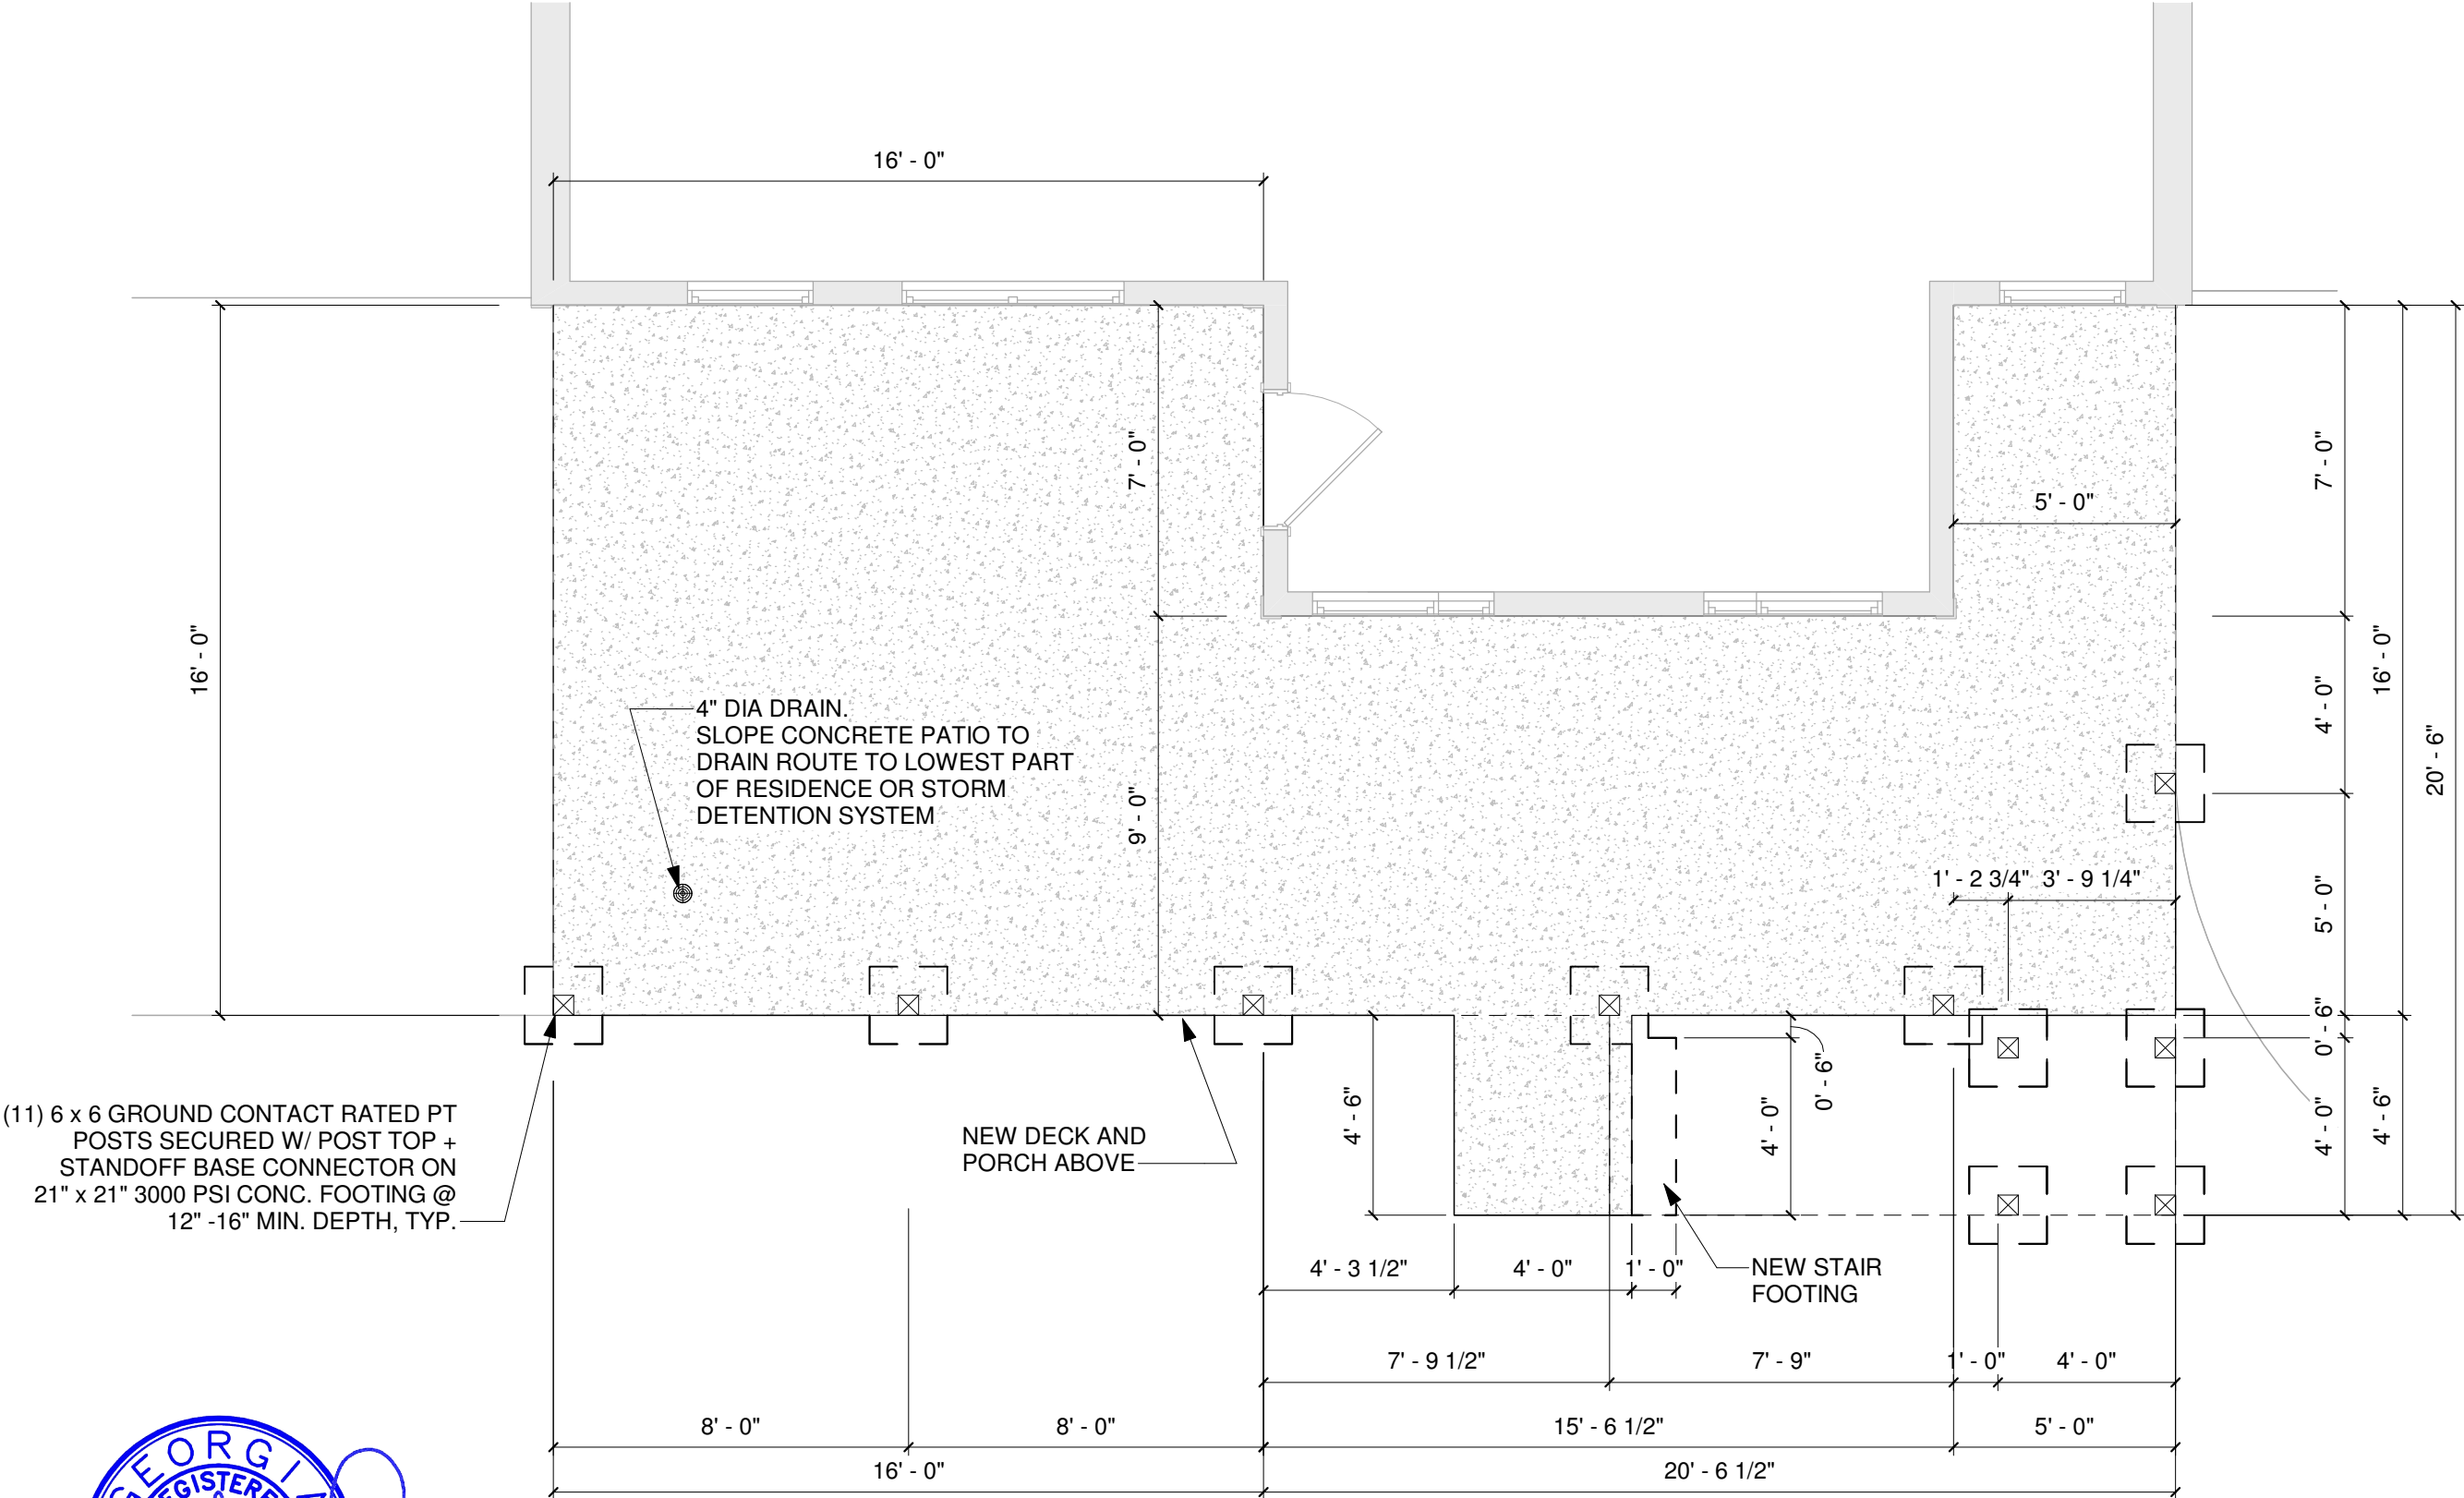 16' - 0"
7' - 0"
7' - 0"
5' - 0"
16' - 0"
16' - 0"
4' - 0"
20' - 6"
4" DIA DRAIN.
SLOPE CONCRETE PATIO TO
DRAIN ROUTE TO LOWEST PART
OF RESIDENCE OR STORM
DETENTION SYSTEM
9' - 0"
1' - 2 3/4" 3' - 9 1/4"
5' - 0"
0' - 6"
(11) 6 x 6 GROUND CONTACT RATED PT
POSTS SECURED W/ POST TOP +
STANDOFF BASE CONNECTOR ON
21" x 21" 3000 PSI CONC. FOOTING @
12" -16" MIN. DEPTH, TYP.
NEW DECK AND
PORCH ABOVE
4' - 6"
4' - 0"
0' - 6"
4' - 0"
4' - 6"
4' - 3 1/2"
4' - 0"
1' - 0"
NEW STAIR
FOOTING
7' - 9 1/2"
7' - 9"
1' - 0"
4' - 0"
8' - 0"
8' - 0"
15' - 6 1/2"
5' - 0"
16' - 0"
20' - 6 1/2"